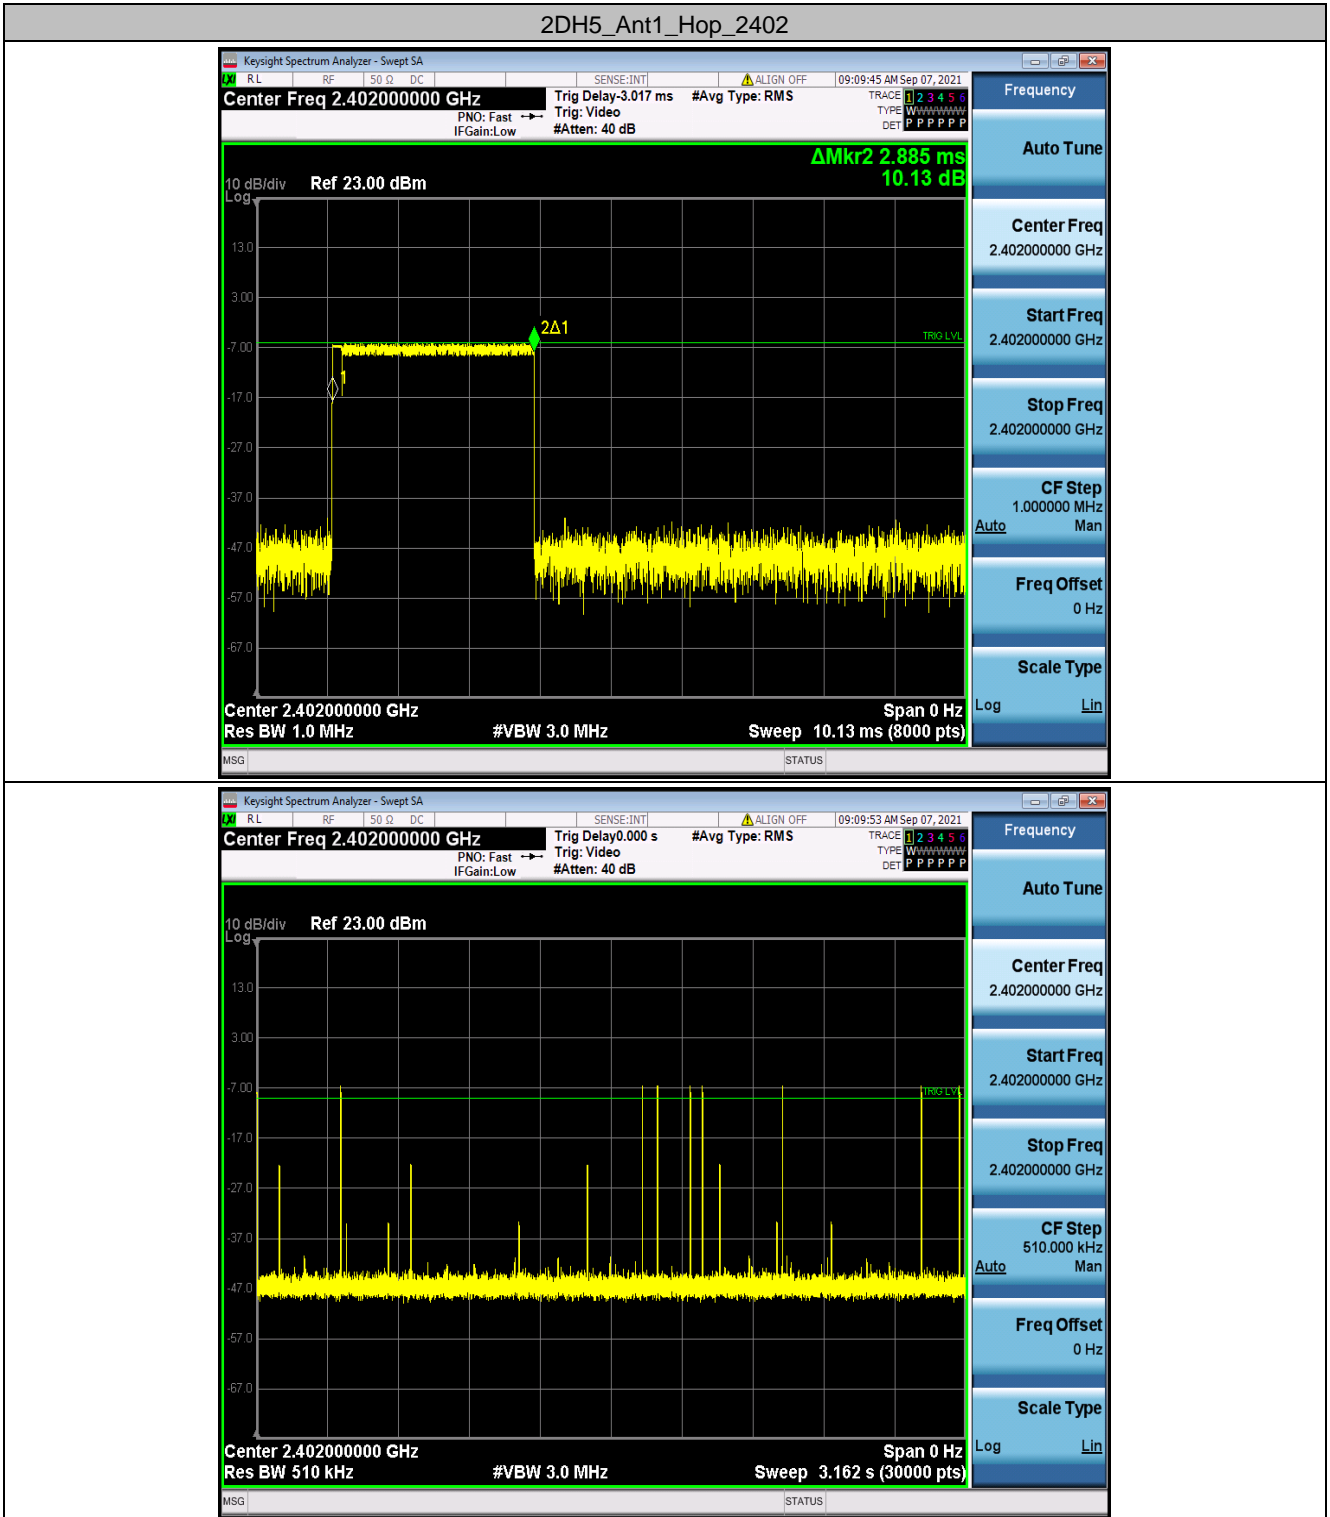 2DH5_Ant1_Hop_2402
Keysight Spectrum Analyzer - Swept SA
LXI RL RF 50 Ω DC SENSE:INT ALIGN OFF 09:09:45 AM Sep 07, 2021
Center Freq 2.402000000 GHz
PNO: Fast
IFGain:Low
Trig Delay-3.017 ms
Trig: Video
#Atten: 40 dB
#Avg Type: RMS
TRACE 1 2 3 4 5 6
TYPE WWWWWW
DET P P P P P P
ΔMkr2 2.885 ms
10.13 dB
10 dB/div Ref 23.00 dBm
Log
13.0
3.00
2Δ1
TRIG LVL
-7.00
-17.0
-27.0
-37.0
-47.0
-57.0
-67.0
Center 2.402000000 GHz Span 0 Hz
Res BW 1.0 MHz #VBW 3.0 MHz Sweep 10.13 ms (8000 pts)
MSG STATUS
Frequency
Auto Tune
Center Freq
2.402000000 GHz
Start Freq
2.402000000 GHz
Stop Freq
2.402000000 GHz
CF Step
1.000000 MHz
Auto Man
Freq Offset
0 Hz
Scale Type
Log Lin
Keysight Spectrum Analyzer - Swept SA
LXI RL RF 50 Ω DC SENSE:INT ALIGN OFF 09:09:53 AM Sep 07, 2021
Center Freq 2.402000000 GHz
PNO: Fast
IFGain:Low
Trig Delay0.000 s
Trig: Video
#Atten: 40 dB
#Avg Type: RMS
TRACE 1 2 3 4 5 6
TYPE WWWWWW
DET P P P P P P
10 dB/div Ref 23.00 dBm
Log
13.0
3.00
-7.00
TRIG LVL
-17.0
-27.0
-37.0
-47.0
-57.0
-67.0
Center 2.402000000 GHz Span 0 Hz
Res BW 510 kHz #VBW 3.0 MHz Sweep 3.162 s (30000 pts)
MSG STATUS
Frequency
Auto Tune
Center Freq
2.402000000 GHz
Start Freq
2.402000000 GHz
Stop Freq
2.402000000 GHz
CF Step
510.000 kHz
Auto Man
Freq Offset
0 Hz
Scale Type
Log Lin